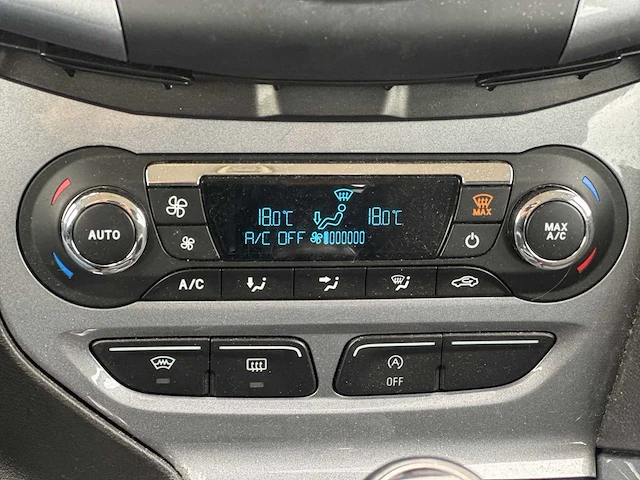 18.0°C 18.0°C
A/C OFF
AUTO
MAX
MAX
A/C
A/C
A
OFF